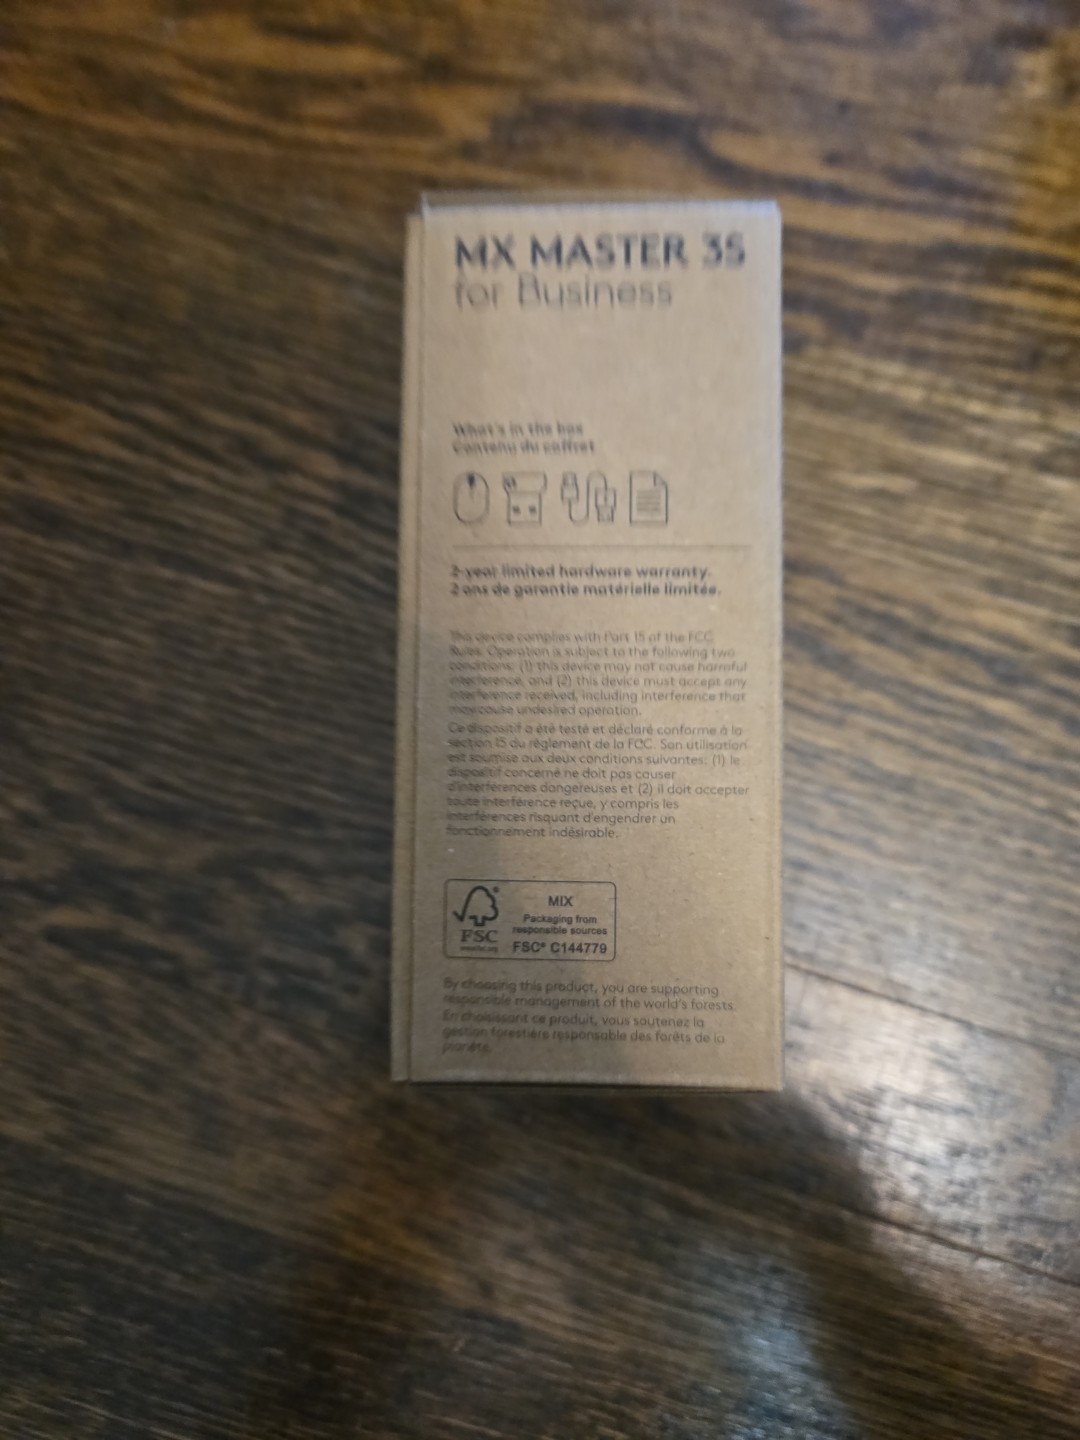 MX MASTER 3S
for Business
What's in the box
Contenu du coffret
2-year limited hardware warranty.
2 ans de garantie matérielle limitée.
This device complies with Part 15 of the FCC
Rules. Operation is subject to the following two
conditions: (1) this device may not cause harmful
interference, and (2) this device must accept any
interference received, including interference that
may cause undesired operation.
Ce dispositif a été testé et déclaré conforme à la
section 15 du règlement de la FCC. Son utilisation
est soumise aux deux conditions suivantes: (1) le
dispositif concerné ne doit pas causer
d'interférences dangereuses et (2) il doit accepter
toute interférence reçue, y compris les
interférences risquant d'engendrer un
fonctionnement indésirable.
MIX
Packaging from
responsible sources
FSC® C144779
FSC
By choosing this product, you are supporting
responsible management of the world's forests.
En choisissant ce produit, vous soutenez la
gestion forestière responsable des forêts de la
planète.